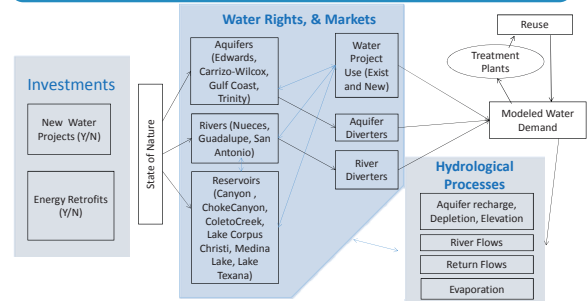 Water Rights, & Markets
Investments
New Water
Projects (Y/N)
Energy Retrofits
(Y/N)
State of Nature
Aquifers
(Edwards,
Carrizo-Wilcox,
Gulf Coast,
Trinity)
Rivers (Nueces,
Guadalupe, San
Antonio)
Reservoirs
(Canyon ,
ChokeCanyon,
ColetoCreek,
Lake Corpus
Christi, Medina
Lake, Lake
Texana)
Water
Project
Use (Exist
and New)
Aquifer
Diverters
River
Diverters
Reuse
Treatment
Plants
Modeled Water
Demand
Hydrological
Processes
Aquifer recharge,
Depletion, Elevation
River Flows
Return Flows
Evaporation